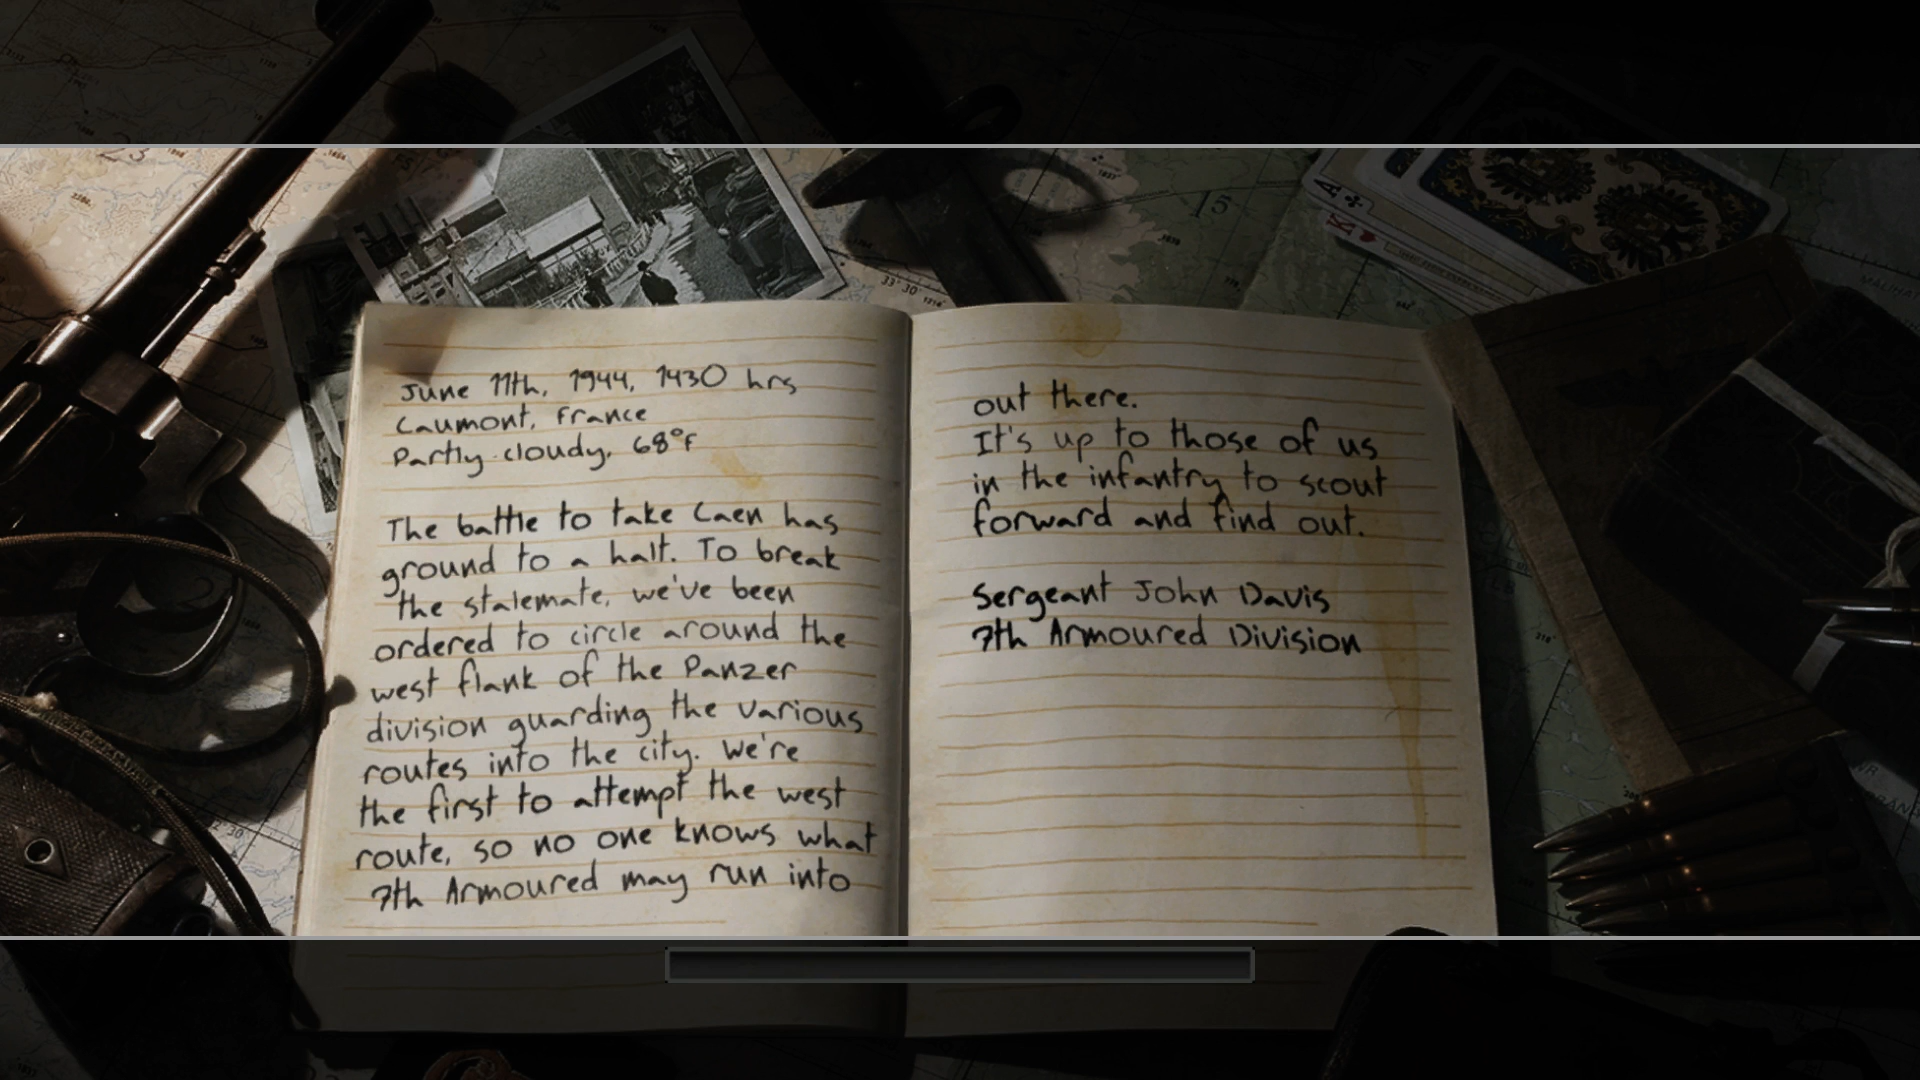 June 11th, 1944, 1430 hrs
Caumont, France
Partly cloudy, 68°F
The battle to take Caen has
ground to a halt. To break
the stalemate, we've been
ordered to circle around the
west flank of the Panzer
division guarding the various
routes into the city. We're
the first to attempt the west
route, so no one knows what
7th Armoured may run into
out there.
It's up to those of us
in the infantry to scout
forward and find out.
Sergeant John Davis
7th Armoured Division
15
33° 30'
A
K